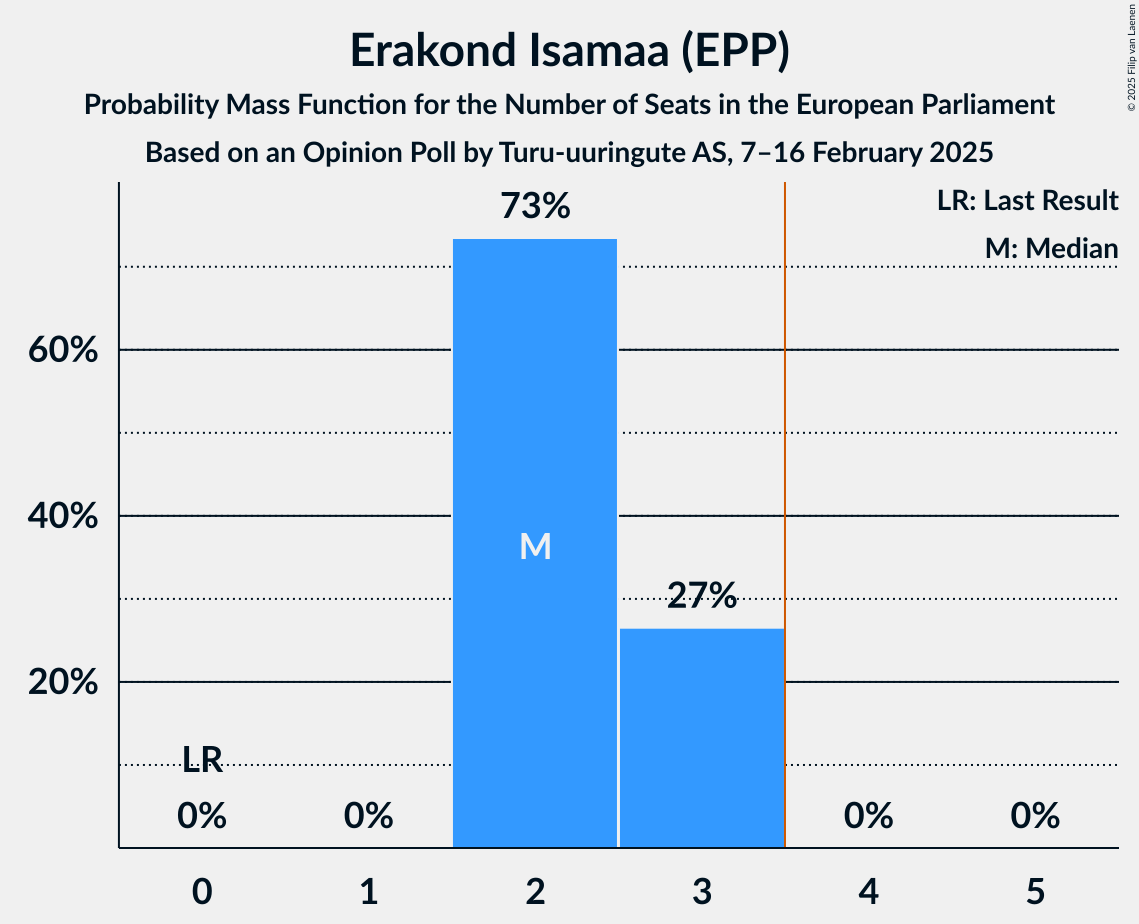 Erakond Isamaa (EPP)
Probability Mass Function for the Number of Seats in the European Parliament
Based on an Opinion Poll by Turu-uuringute AS, 7–16 February 2025
© 2025 Filip van Laenen
LR: Last Result
M: Median
73%
60%
40%
M
27%
20%
LR
0%
0%
0%
0%
0
1
2
3
4
5